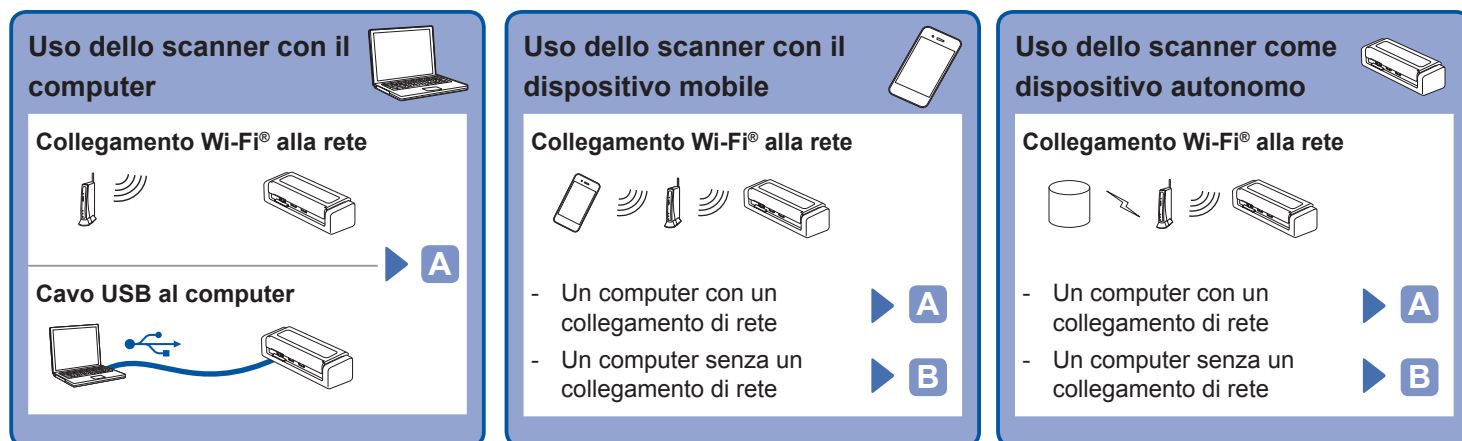 Uso dello scanner con il
computer
Collegamento Wi-Fi® alla rete
A
Cavo USB al computer
Uso dello scanner con il
dispositivo mobile
Collegamento Wi-Fi® alla rete
- Un computer con un
collegamento di rete
A
- Un computer senza un
collegamento di rete
B
Uso dello scanner come
dispositivo autonomo
Collegamento Wi-Fi® alla rete
- Un computer con un
collegamento di rete
A
- Un computer senza un
collegamento di rete
B